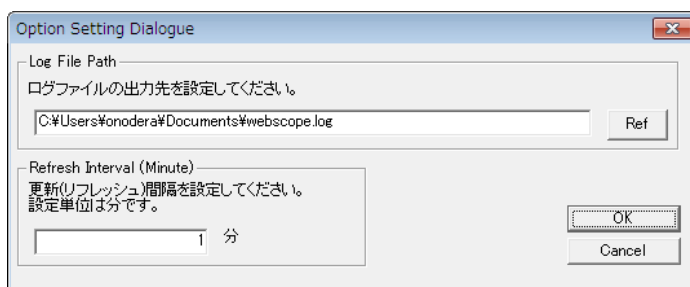 Option Setting Dialogue
Log File Path
ログファイルの出力先を設定してください。
C:¥Users¥onodera¥Documents¥webscope.log
Ref
Refresh Interval (Minute)
更新(リフレッシュ)間隔を設定してください。
設定単位は分です。
1 分
OK
Cancel